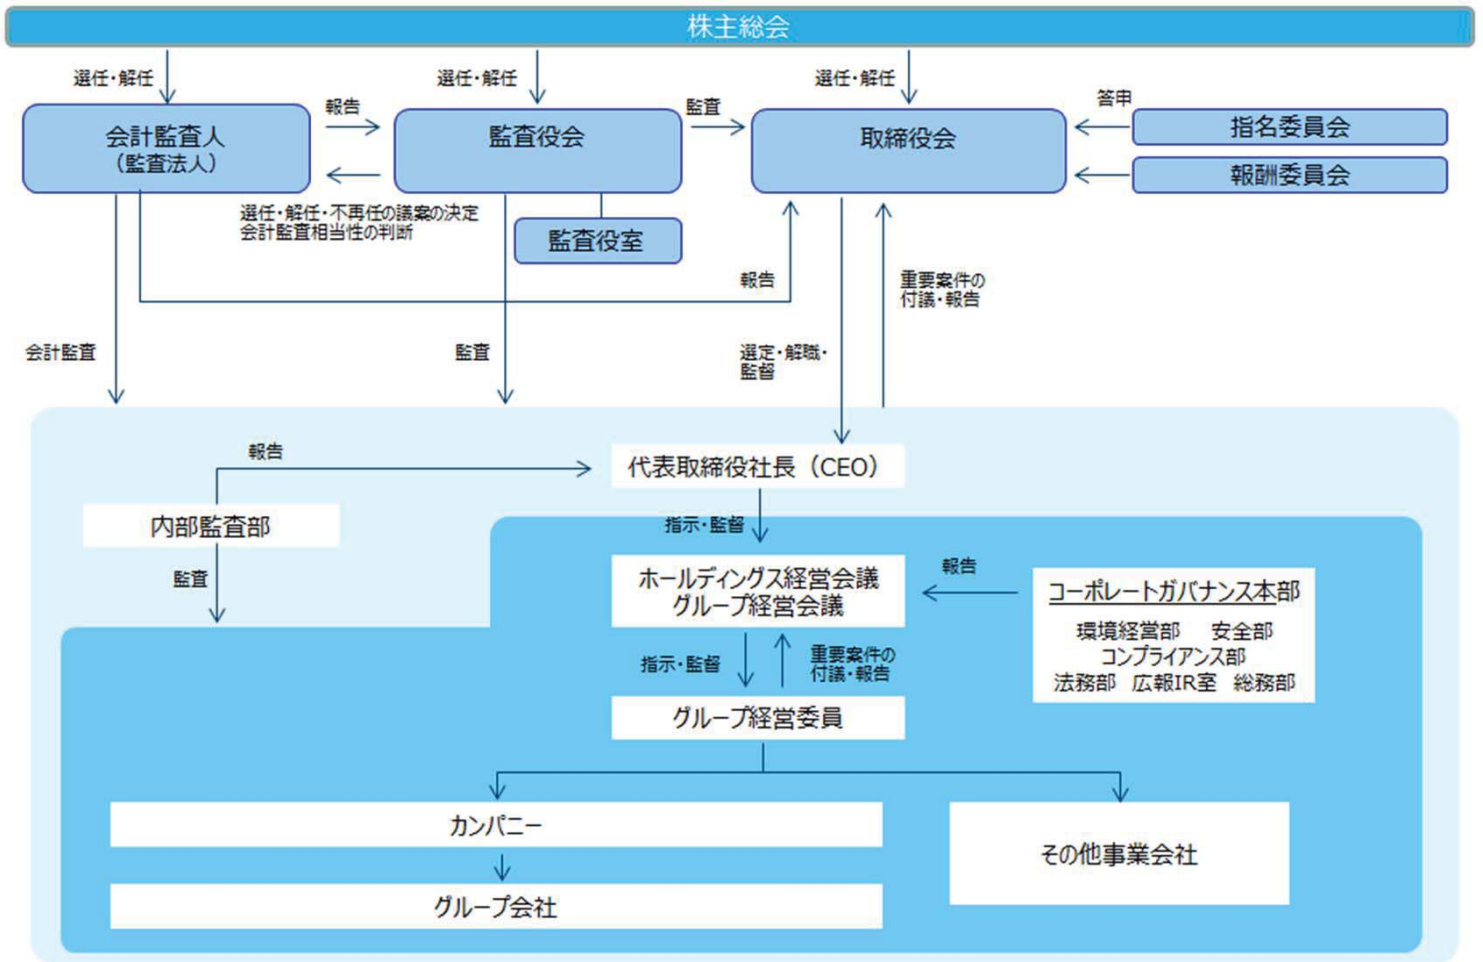 株主総会
選任・解任
選任・解任
選任・解任
会計監査人
（監査法人）
報告
監査役会
監査
取締役会
答申
指名委員会
報酬委員会
選任・解任・不再任の議案の決定
会計監査相当性の判断
監査役室
報告
重要案件の
付議・報告
会計監査
監査
選定・解職・
監督
報告
代表取締役社長（CEO）
内部監査部
指示・監督
監査
ホールディングス経営会議
グループ経営会議
報告
コーポレートガバナンス本部
環境経営部　安全部
コンプライアンス部
法務部　広報IR室　総務部
指示・監督
重要案件の
付議・報告
グループ経営委員
カンパニー
その他事業会社
グループ会社